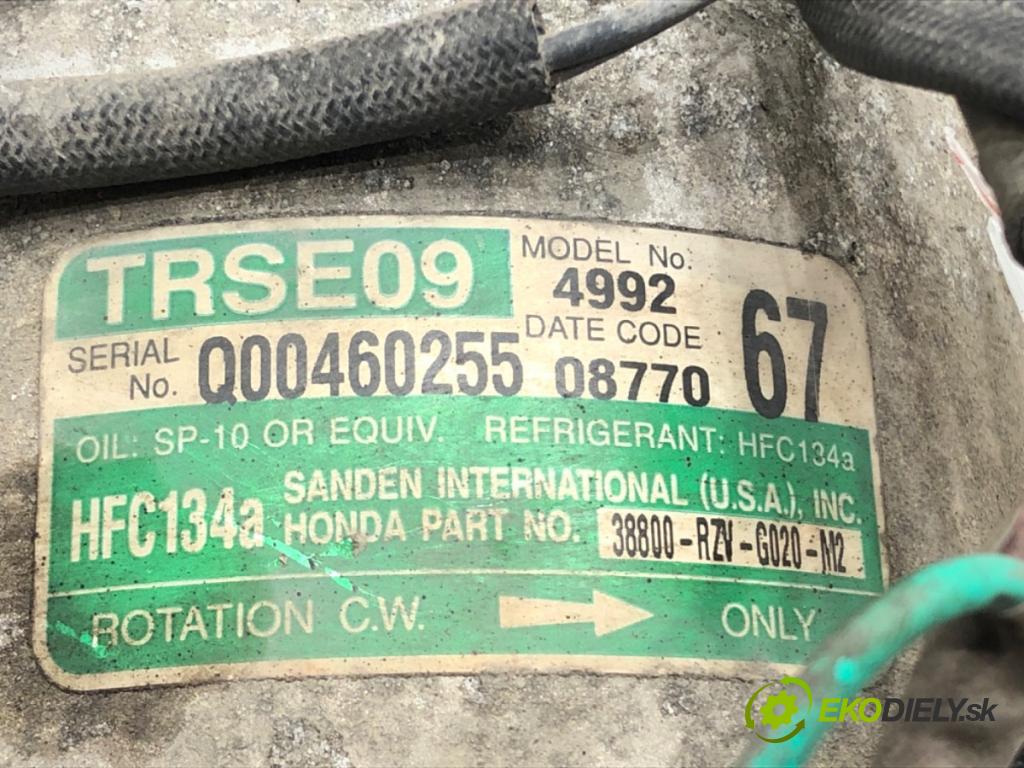 TRSE09
MODEL No.
4992
SERIAL No. Q00460255
DATE CODE
08770
67
OIL: SP-10 OR EQUIV. REFRIGERANT: HFC134a
HFC134a
SANDEN INTERNATIONAL (U.S.A.), INC.
HONDA PART NO. 38800-RZV-G020-M2
ROTATION C.W. ONLY
EKODIELY.sk